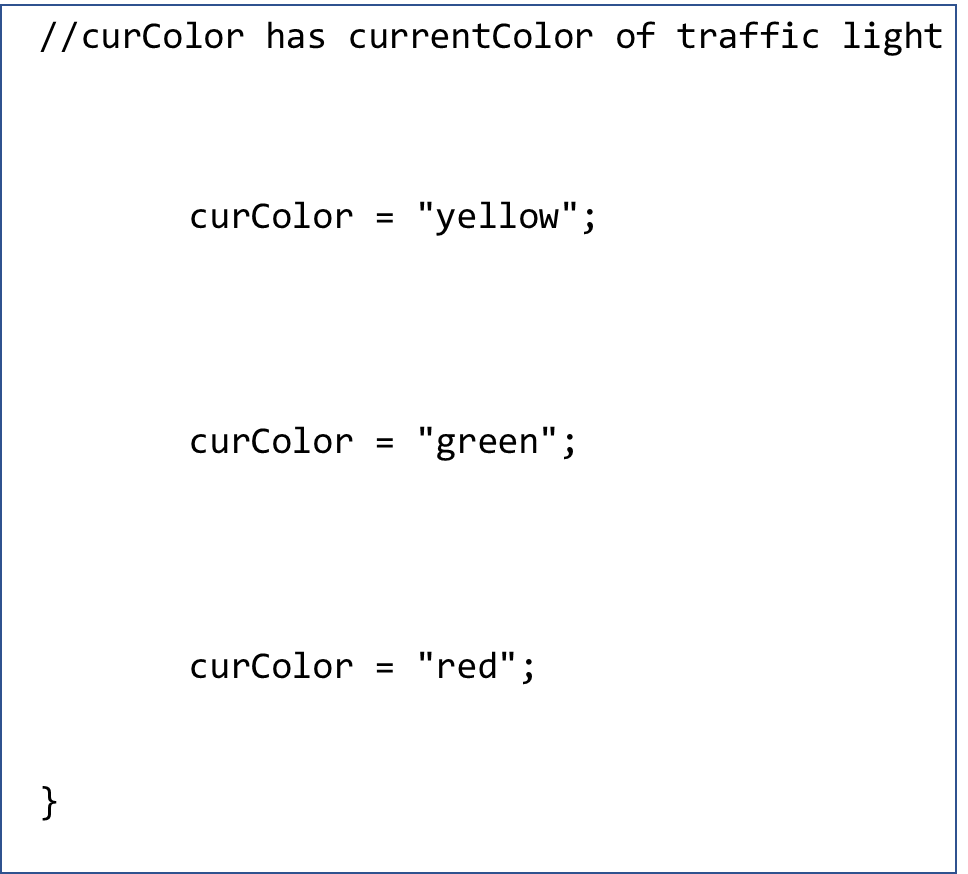 //curColor has currentColor of traffic light
curColor = "yellow";
curColor = "green";
curColor = "red";
}